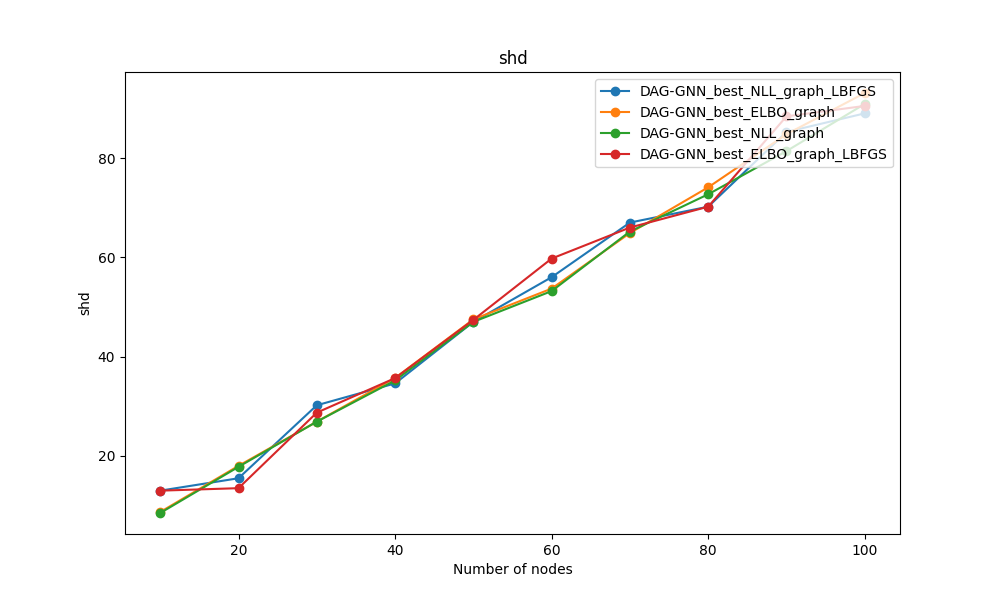 shd
DAG-GNN_best_NLL_graph_LBFGS
DAG-GNN_best_ELBO_graph
DAG-GNN_best_NLL_graph
DAG-GNN_best_ELBO_graph_LBFGS
80
60
40
20
shd
20 40 60 80 100
Number of nodes